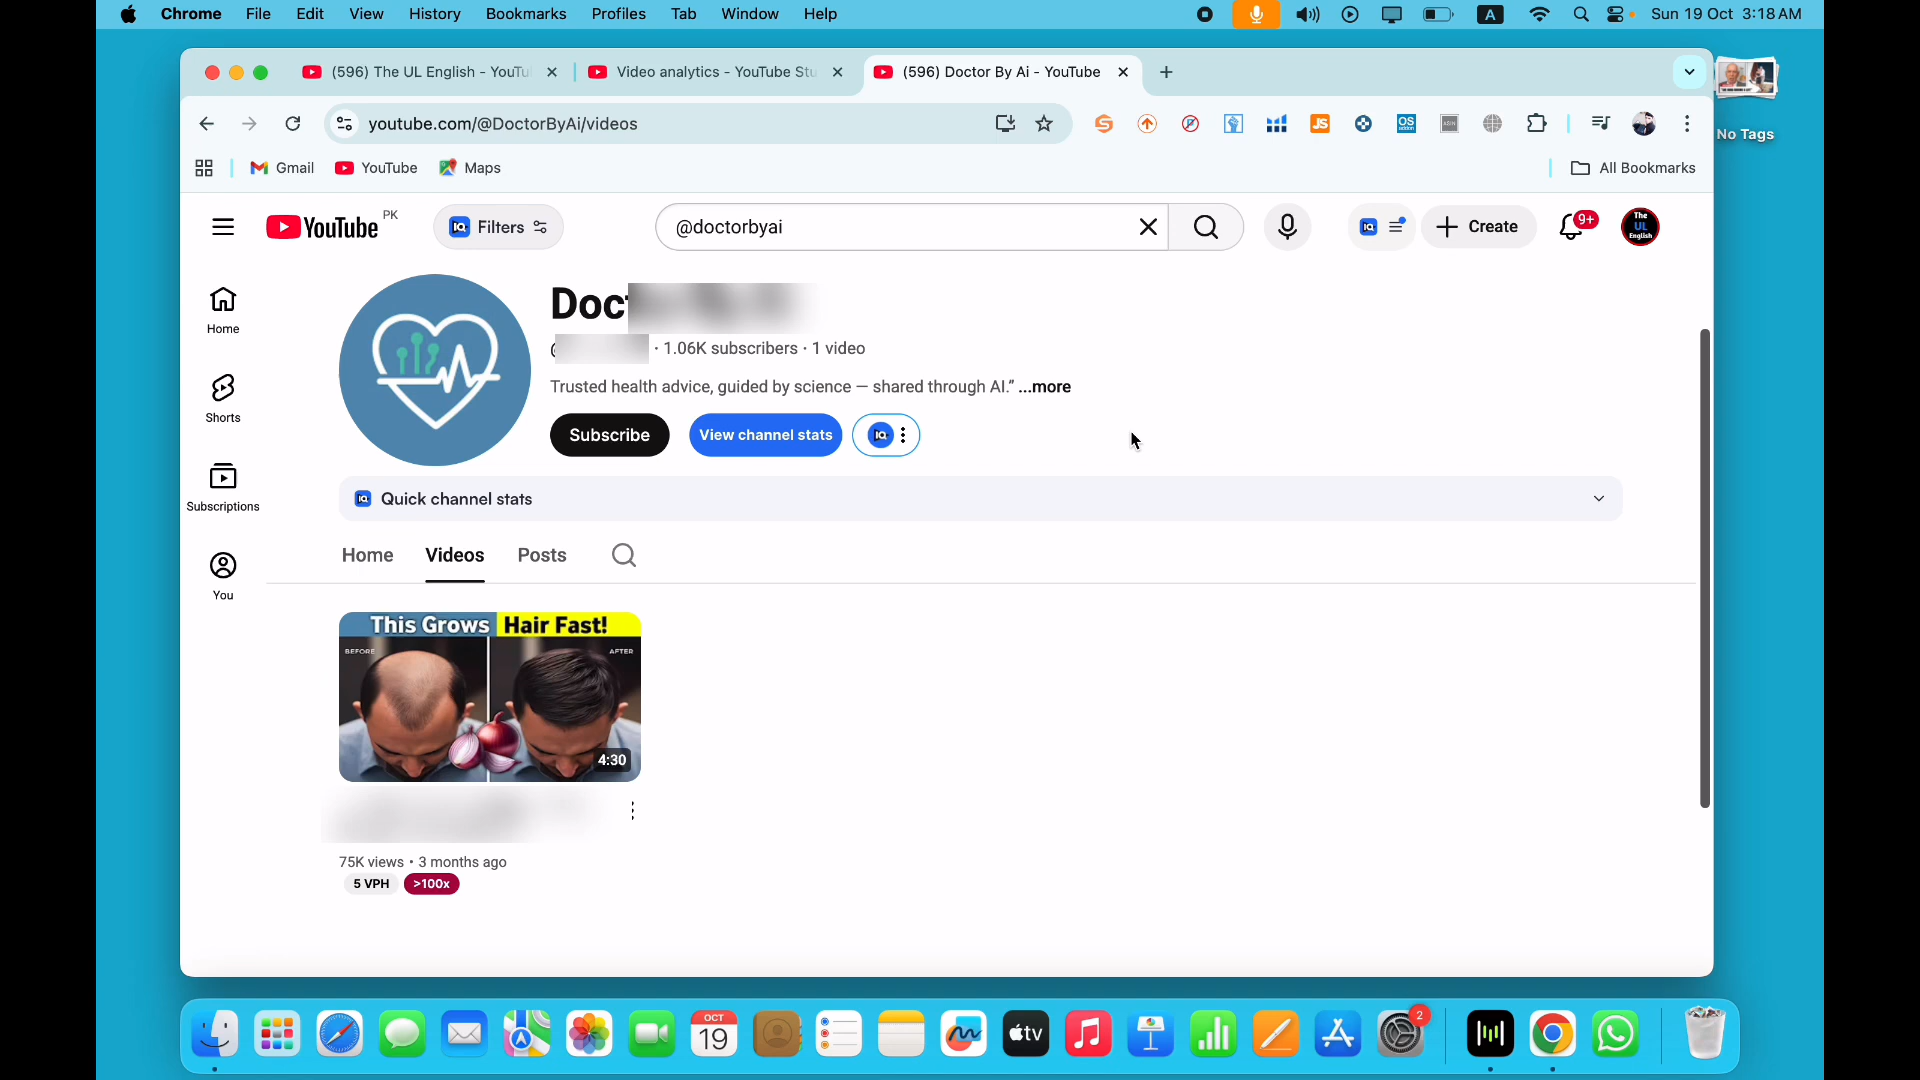 Chrome File Edit View History Bookmarks Profiles Tab Window Help A Sun 19 Oct 3:18 AM
(596) The UL English - YouTu Video analytics - YouTube Stu (596) Doctor By Ai - YouTube
youtube.com/@DoctorByAi/videos
No Tags
Gmail YouTube Maps All Bookmarks
YouTube PK Filters @doctorbyai Create 9+ The UL English
Doc
1.06K subscribers · 1 video
Trusted health advice, guided by science — shared through AI.” ...more
Subscribe View channel stats
Quick channel stats
Home
Shorts
Subscriptions
You
Home Videos Posts
This Grows Hair Fast!
BEFORE AFTER
4:30
75K views • 3 months ago
5 VPH >100x
OCT
19
tv
2